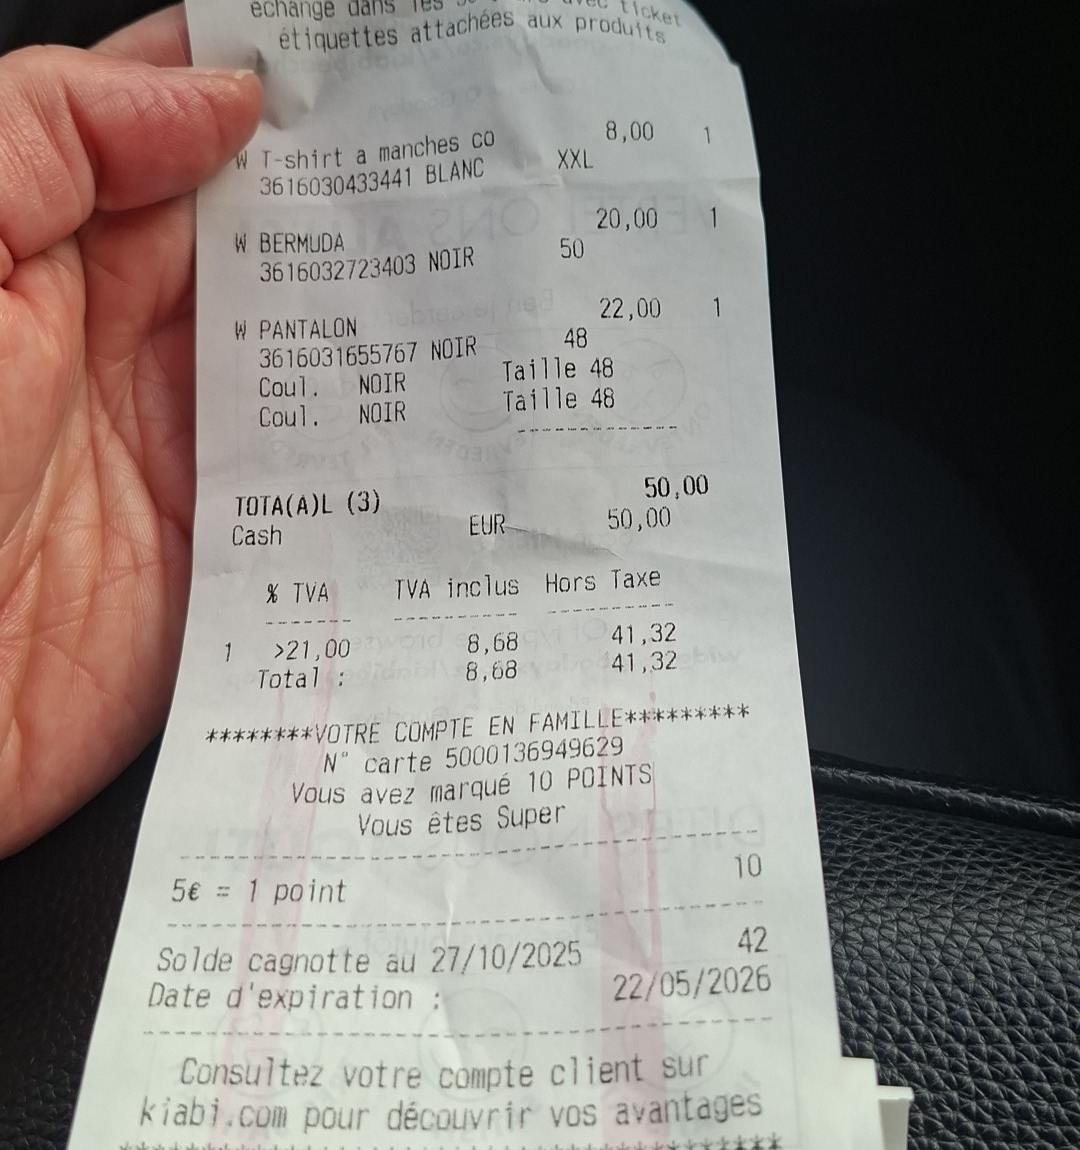 échange dans les
ticket
étiquettes attachées aux produits
W T-shirt a manches co 8,00 1
3616030433441 BLANC XXL
W BERMUDA 20,00 1
3616032723403 NOIR 50
W PANTALON 22,00 1
3616031655767 NOIR 48
Coul. NOIR Taille 48
Coul. NOIR Taille 48
------------------
TOTA(A)L (3) 50,00
Cash EUR 50,00
% TVA TVA inclus Hors Taxe
------- ---------- ----------
1 >21,00 8,68 41,32
Total : 8,68 41,32
********VOTRE COMPTE EN FAMILLE*********
N° carte 5000136949629
Vous avez marqué 10 POINTS
Vous êtes Super
----------------------------------------
5€ = 1 point 10
----------------------------------------
Solde cagnotte au 27/10/2025 42
Date d'expiration : 22/05/2026
----------------------------------------
Consultez votre compte client sur
kiabi.com pour découvrir vos avantages
****************************************